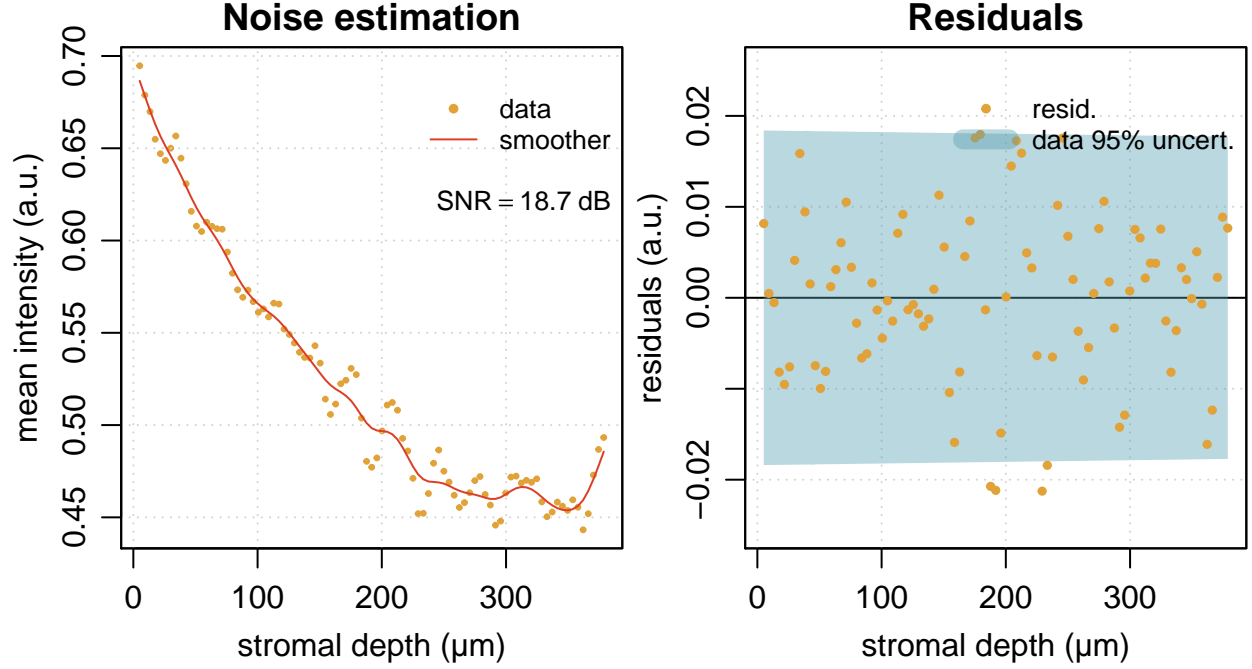 Noise estimation
0.70
0.65
0.60
0.55
0.50
0.45
mean intensity (a.u.)
data
smoother
SNR = 18.7 dB
0
100
200
300
stromal depth (µm)
Residuals
0.02
0.01
0.00
−0.02
residuals (a.u.)
resid.
data 95% uncert.
0
100
200
300
stromal depth (µm)